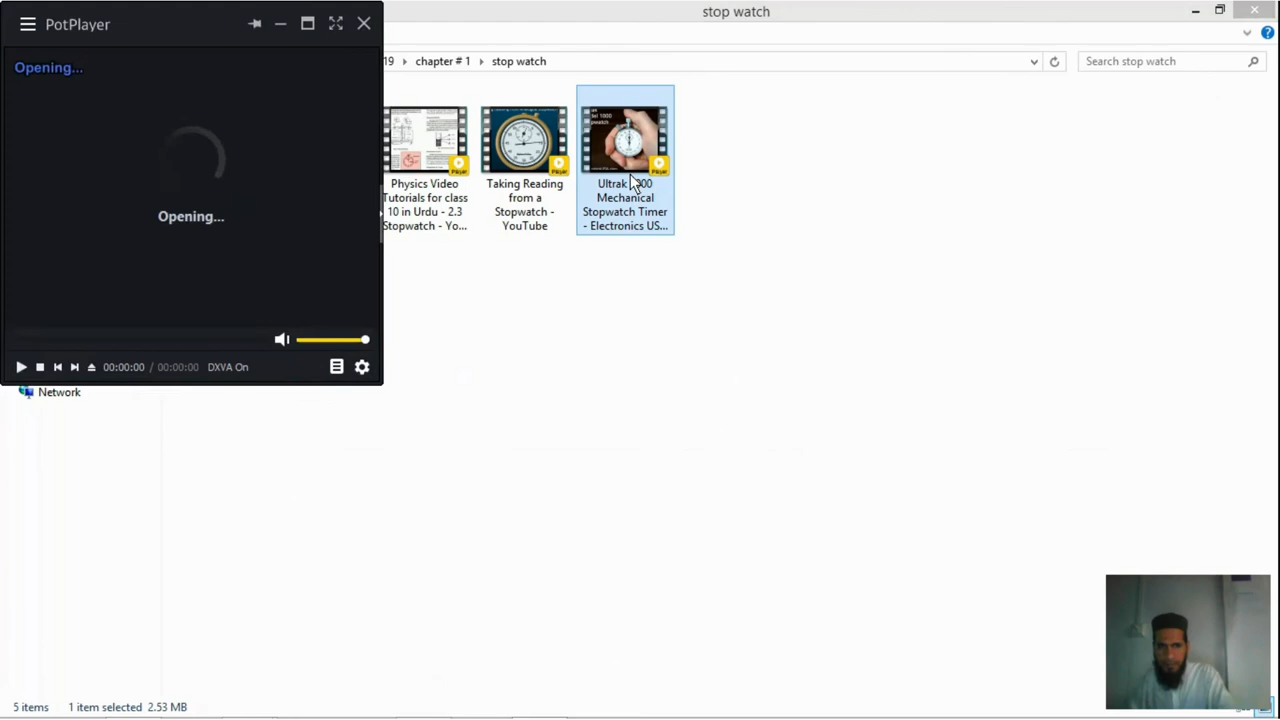 PotPlayer
stop watch
Opening...
19 chapter # 1 stop watch
Search stop watch
Opening...
Physics Video
Tutorials for class
10 in Urdu - 2.3
Stopwatch - Yo...
Taking Reading
from a
Stopwatch -
YouTube
Mechanical
Stopwatch Timer
- Electronics US...
00:00:00 / 00:00:00 DXVA On
Network
5 items 1 item selected 2.53 MB